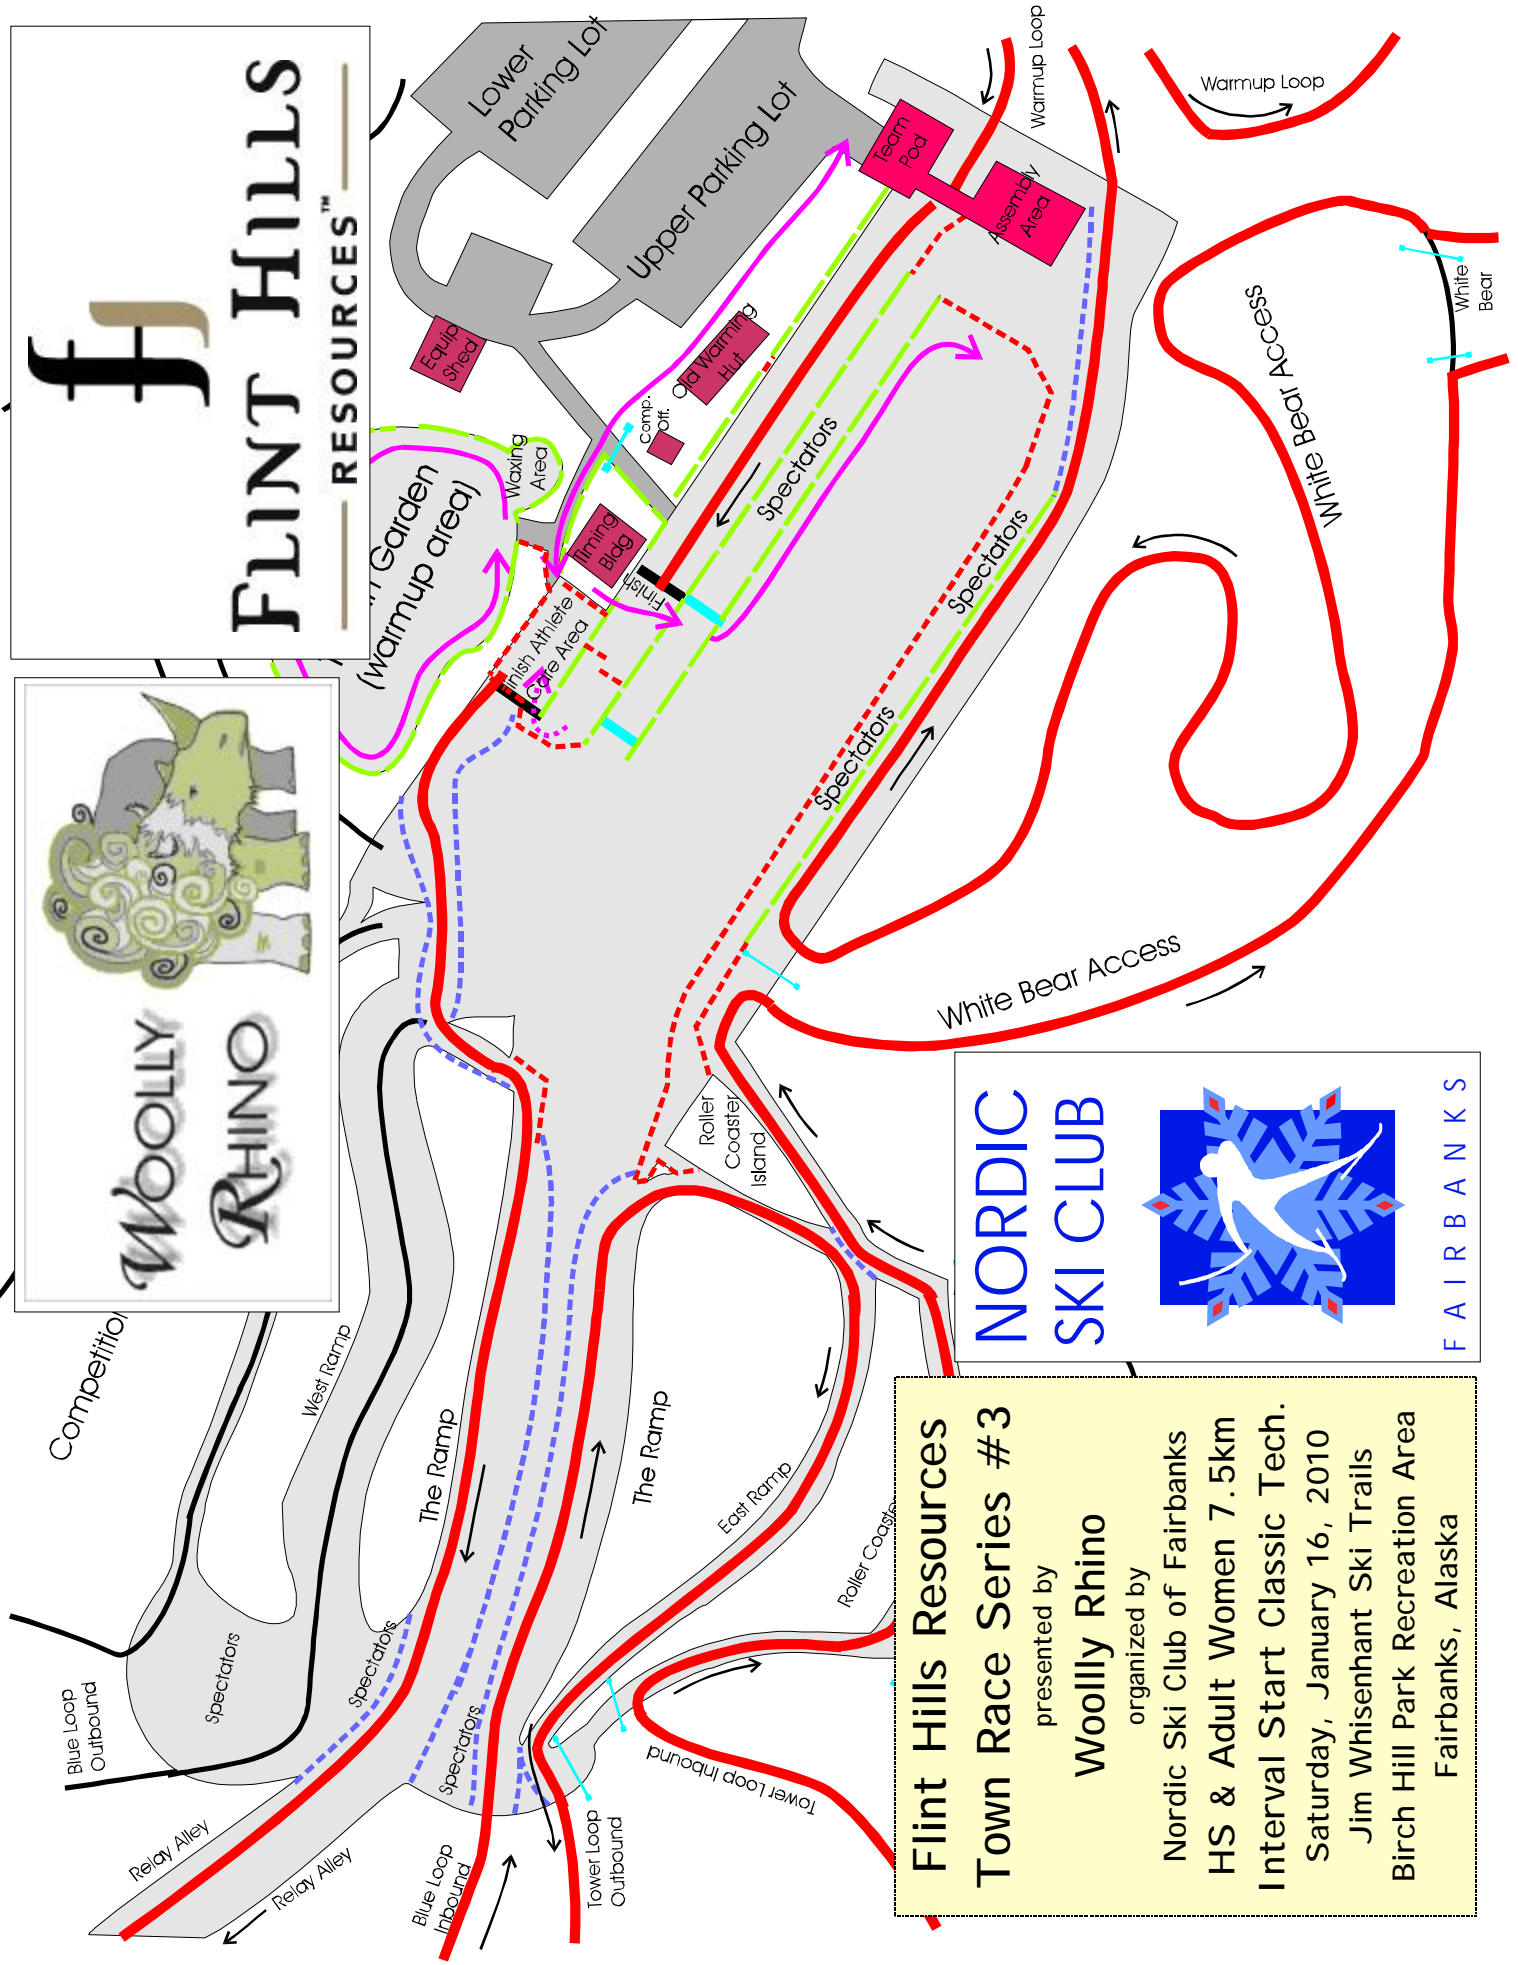 FLINT HILLS
RESOURCES™
WOOLLY
RHINO
NORDIC
SKI CLUB
FAIRBANKS
Flint Hills Resources
Town Race Series #3
presented by
Woollly Rhino
organized by
Nordic Ski Club of Fairbanks
HS & Adult Women 7.5km
Interval Start Classic Tech.
Saturday, January 16, 2010
Jim Whisenhant Ski Trails
Birch Hill Park Recreation Area
Fairbanks, Alaska
Lower
Parking Lot
Upper Parking Lot
Equip
Shed
Old Warming
Hut
Comp.
Off.
Timing
Bldg
Waxing
Area
Garden
(warmup area)
Team
Pod
Assembly
Area
Warmup Loop
Warmup Loop
White
Bear
White Bear Access
White Bear Access
Finish
Finish Athlete
Care Area
Spectators
Spectators
Spectators
Roller
Coaster
Island
Competition
West Ramp
The Ramp
The Ramp
East Ramp
Roller Coaster
Spectators
Spectators
Spectators
Blue Loop
Outbound
Relay Alley
Relay Alley
Blue Loop
Inbound
Tower Loop
Outbound
Tower Loop Inbound